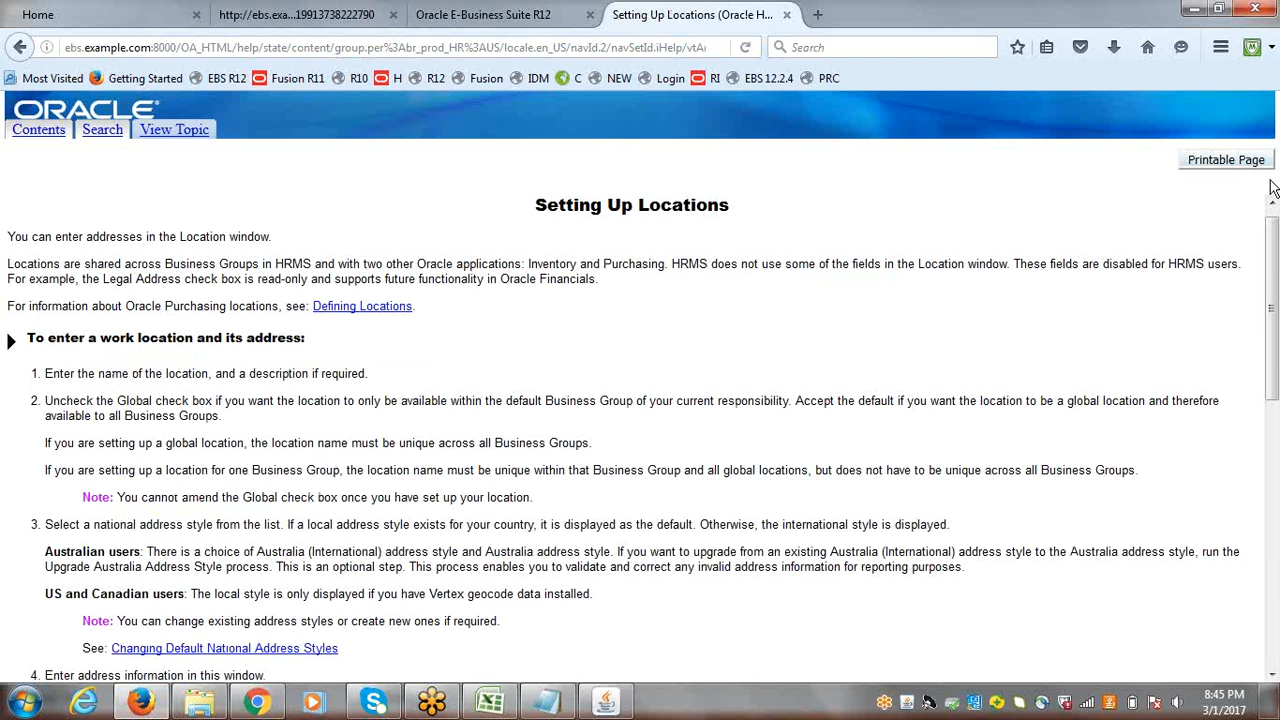 Home
http://ebs.exa...19913738222790
Oracle E-Business Suite R12
Setting Up Locations (Oracle H...
ebs.example.com:8000/OA_HTML/help/state/content/group.per%3Abr_prod_HR%3AUS/locale.en_US/navId.2/navSetId.iHelp/vtAı
Search
Most Visited Getting Started EBS R12 Fusion R11 R10 H R12 Fusion IDM C NEW Login RI EBS 12.2.4 PRC
ORACLE®
Contents Search View Topic
Printable Page
Setting Up Locations
You can enter addresses in the Location window.
Locations are shared across Business Groups in HRMS and with two other Oracle applications: Inventory and Purchasing. HRMS does not use some of the fields in the Location window. These fields are disabled for HRMS users.
For example, the Legal Address check box is read-only and supports future functionality in Oracle Financials.
For information about Oracle Purchasing locations, see: Defining Locations.
To enter a work location and its address:
1. Enter the name of the location, and a description if required.
2. Uncheck the Global check box if you want the location to only be available within the default Business Group of your current responsibility. Accept the default if you want the location to be a global location and therefore
available to all Business Groups.
If you are setting up a global location, the location name must be unique across all Business Groups.
If you are setting up a location for one Business Group, the location name must be unique within that Business Group and all global locations, but does not have to be unique across all Business Groups.
Note: You cannot amend the Global check box once you have set up your location.
3. Select a national address style from the list. If a local address style exists for your country, it is displayed as the default. Otherwise, the international style is displayed.
Australian users: There is a choice of Australia (International) address style and Australia address style. If you want to upgrade from an existing Australia (International) address style to the Australia address style, run the
Upgrade Australia Address Style process. This is an optional step. This process enables you to validate and correct any invalid address information for reporting purposes.
US and Canadian users: The local style is only displayed if you have Vertex geocode data installed.
Note: You can change existing address styles or create new ones if required.
See: Changing Default National Address Styles
4. Enter address information in this window.
8:45 PM
3/1/2017